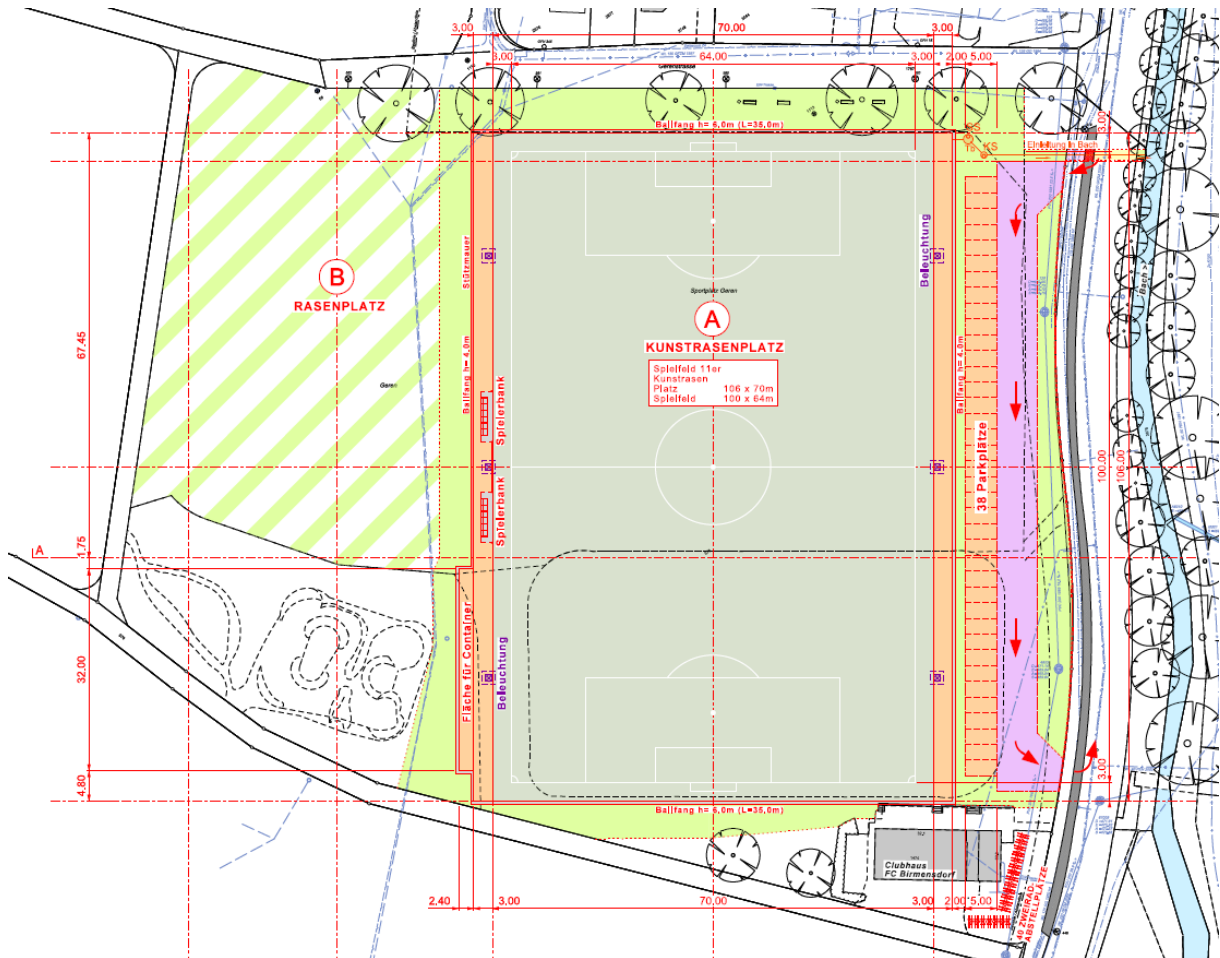 3,00
70,00
3,00
3,00
64,00
3,00
2,00
5,00
Gerenstrasse
Ballfang h= 6,0m (L=35,0m)
3,00
KS
Einleitung in Bach
Stützmauer
Beleuchtung
Bach >
B
RASENPLATZ
Sportplatz Geren
A
KUNSTRASENPLATZ
Spielfeld 11er
Kunstrasen
Platz 106 x 70m
Spielfeld 100 x 64m
67,45
Geren
Ballfang h= 4,0m
Spielerbank
Ballfang h= 4,0m
38 Parkplätze
100,00
106,00
Spielerbank
A
1,75
32,00
Fläche für Container
Beleuchtung
4,80
3,00
Ballfang h= 6,0m (L=35,0m)
Clubhaus
FC Birmensdorf
40 ZWEIRAD-
ABSTELLPLÄTZE
2,40
3,00
70,00
3,00
2,00
5,00